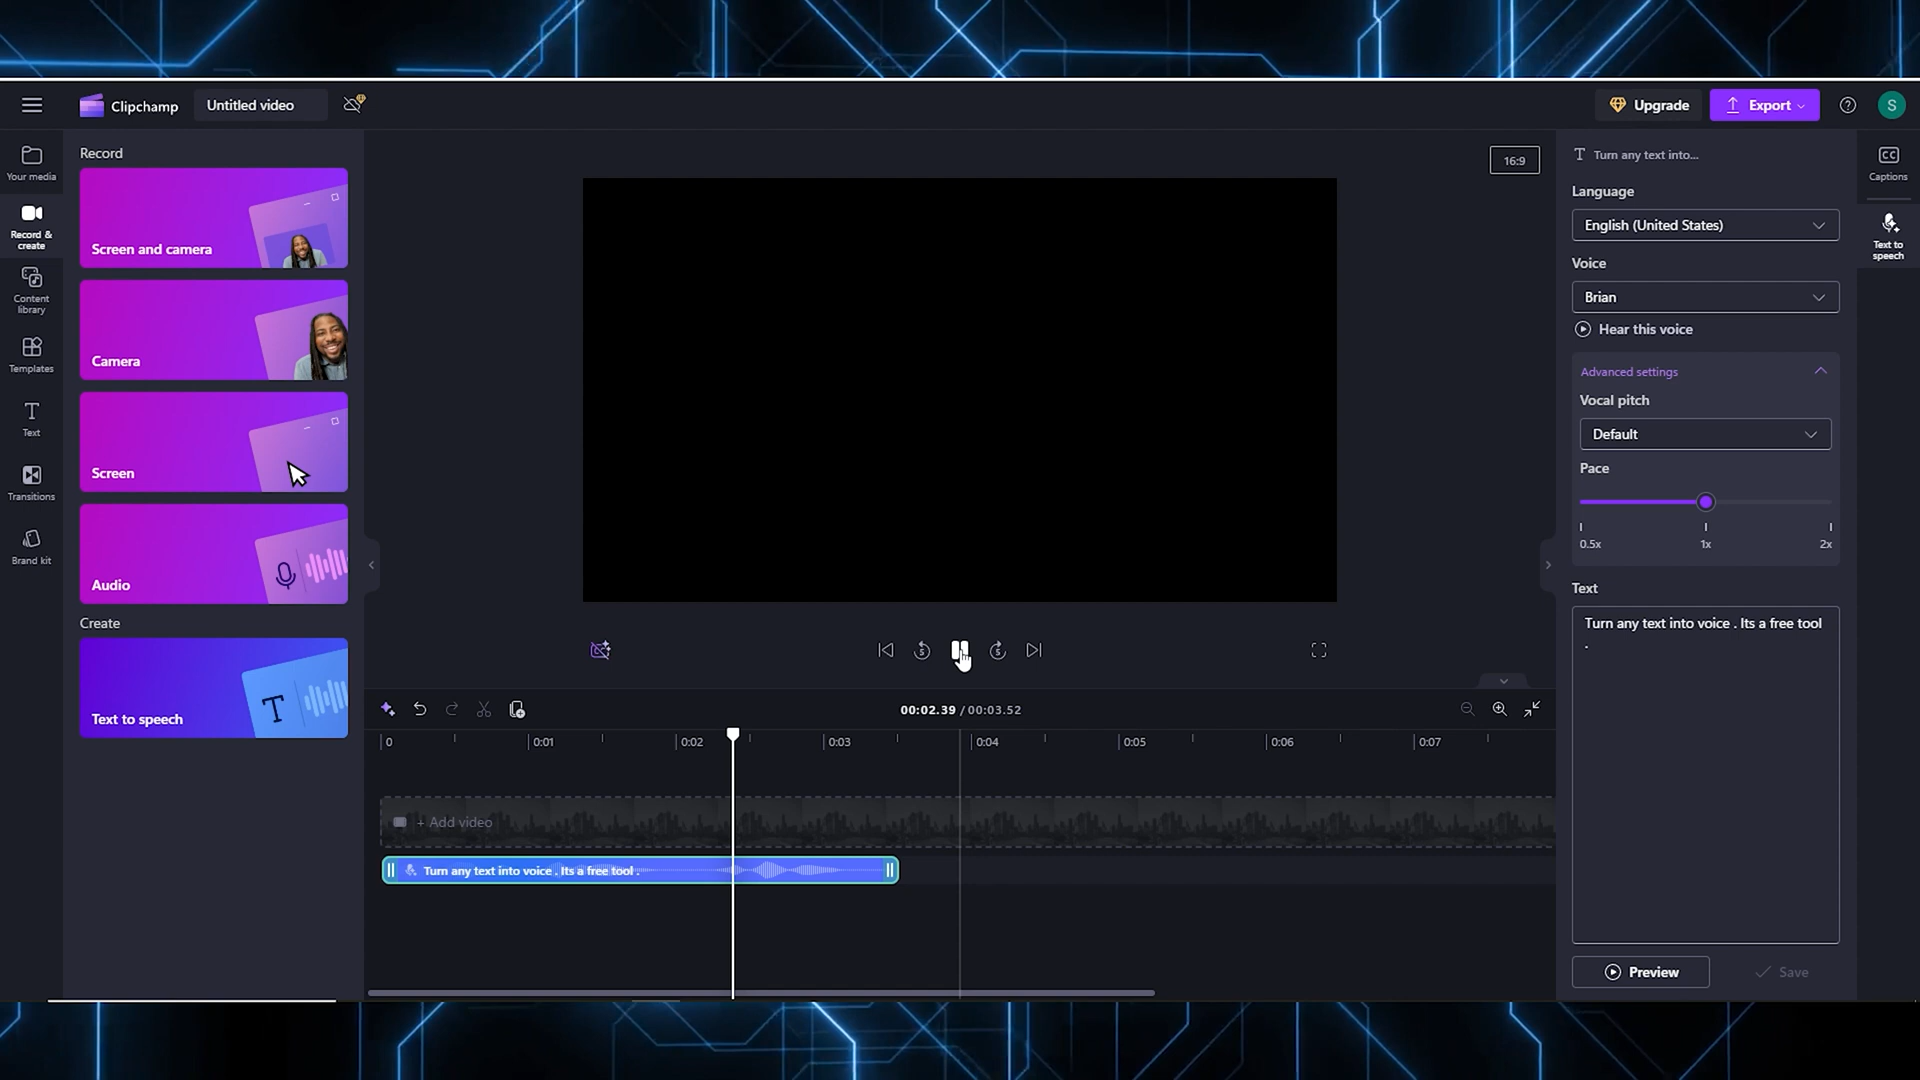 Clipchamp
Untitled video
Upgrade
Export
S
Your media
Record &
create
Content
library
Templates
Text
Transitions
Brand kit
Record
Screen and camera
Camera
Screen
Audio
Create
T
Text to speech
16:9
5
5
00:02.39 / 00:03.52
0
0:01
0:02
0:03
0:04
0:05
0:06
0:07
+ Add video
Turn any text into voice . Its a free tool .
T Turn any text into...
Language
English (United States)
Voice
Brian
Hear this voice
Advanced settings
Vocal pitch
Default
Pace
0.5x
1x
2x
Text
Turn any text into voice . Its a free tool
.
Preview
Save
CC
Captions
Text to
speech